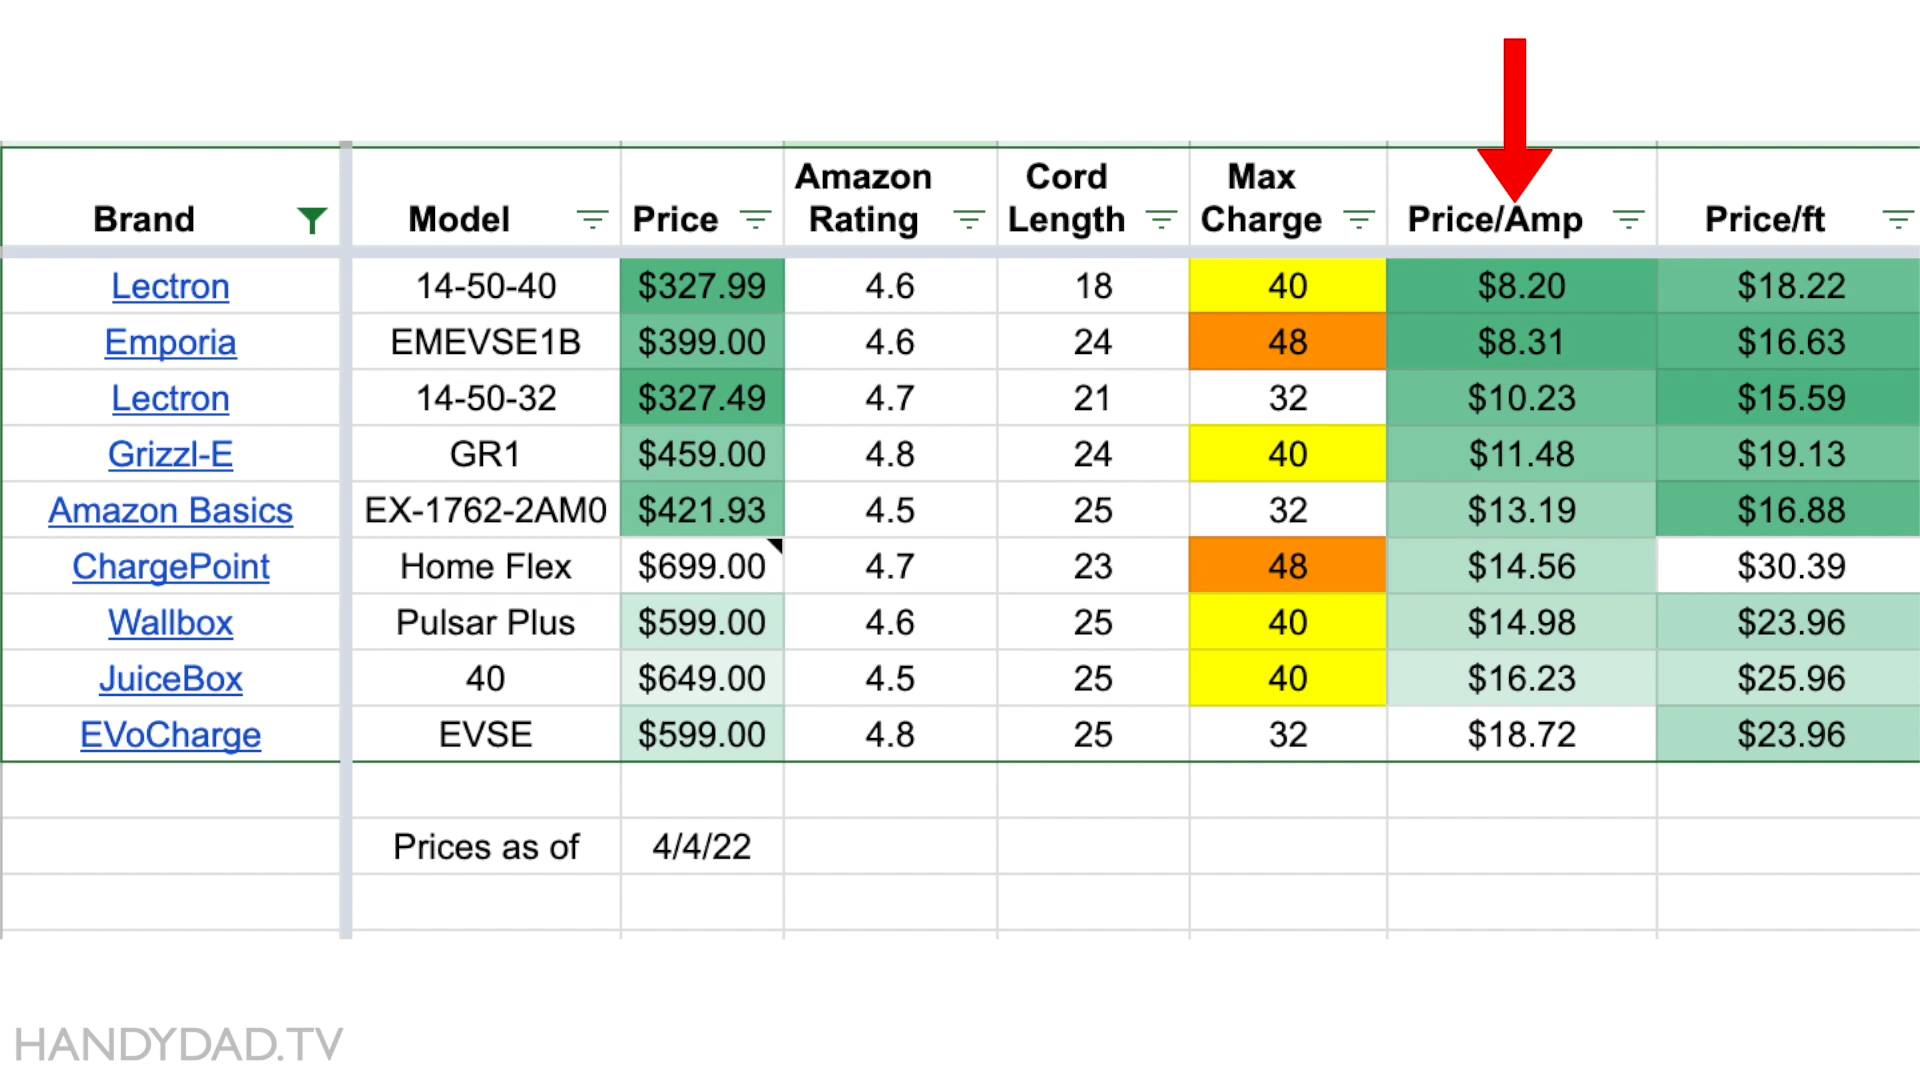 Brand Model Price Amazon Rating Cord Length Max Charge Price/Amp Price/ft
Lectron 14-50-40 $327.99 4.6 18 40 $8.20 $18.22
Emporia EMEVSE1B $399.00 4.6 24 48 $8.31 $16.63
Lectron 14-50-32 $327.49 4.7 21 32 $10.23 $15.59
Grizzl-E GR1 $459.00 4.8 24 40 $11.48 $19.13
Amazon Basics EX-1762-2AM0 $421.93 4.5 25 32 $13.19 $16.88
ChargePoint Home Flex $699.00 4.7 23 48 $14.56 $30.39
Wallbox Pulsar Plus $599.00 4.6 25 40 $14.98 $23.96
JuiceBox 40 $649.00 4.5 25 40 $16.23 $25.96
EVoCharge EVSE $599.00 4.8 25 32 $18.72 $23.96
Prices as of 4/4/22
HANDYDAD.TV